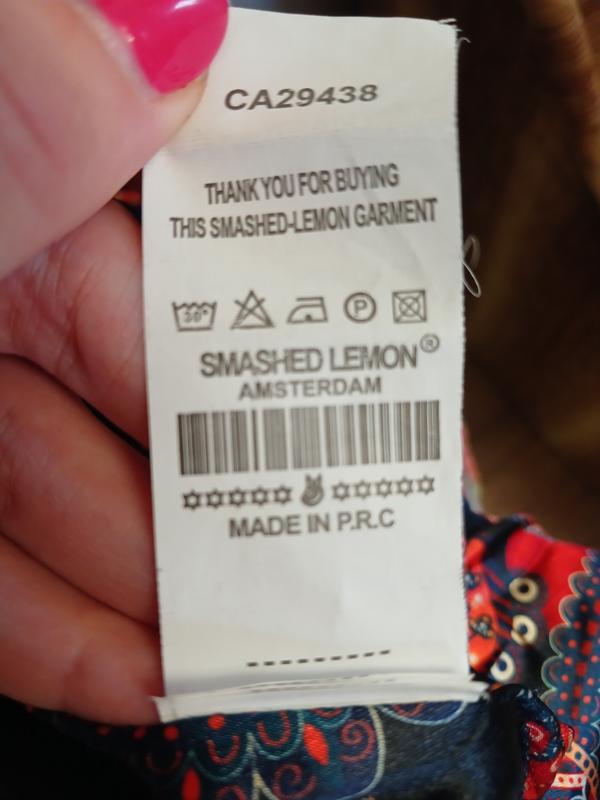 CA29438
THANK YOU FOR BUYING
THIS SMASHED-LEMON GARMENT
30°
P
SMASHED LEMON®
AMSTERDAM
MADE IN P.R.C